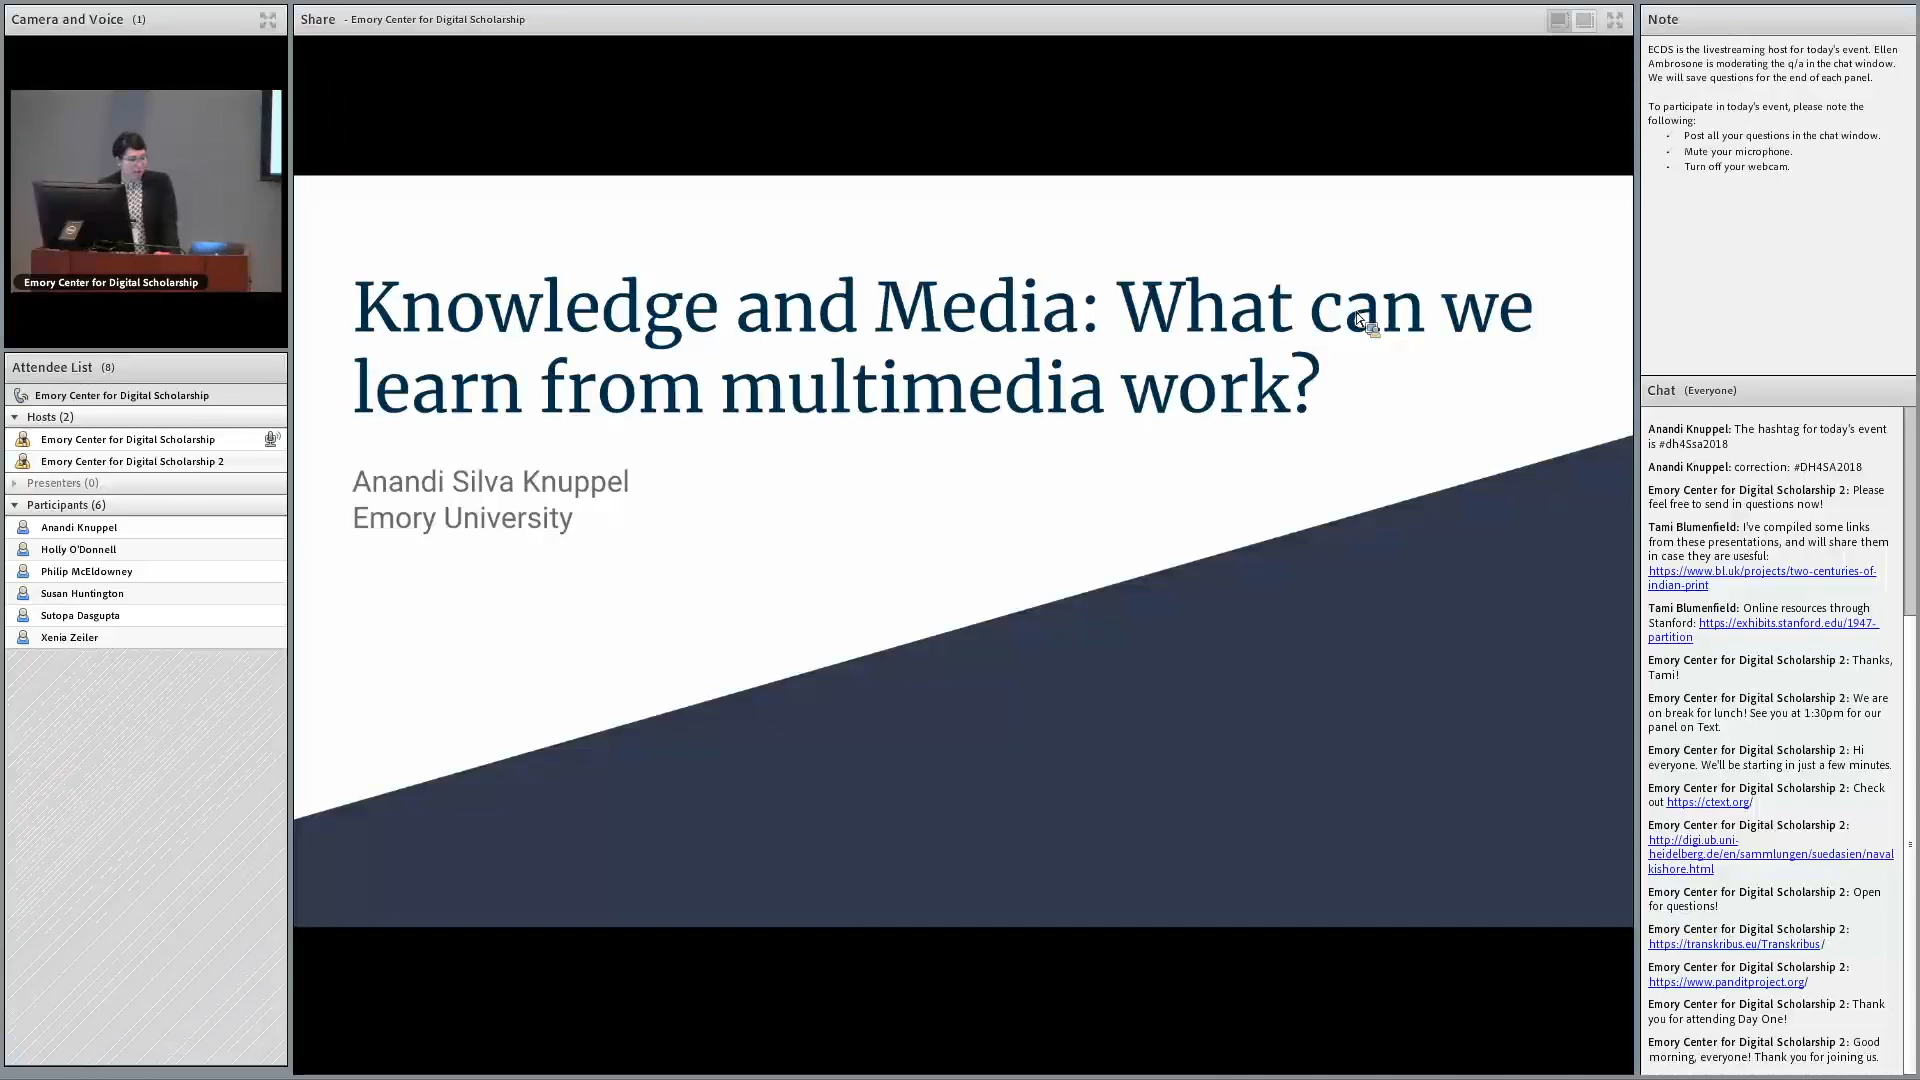 Camera and Voice (1)
Emory Center for Digital Scholarship
Attendee List (8)
Emory Center for Digital Scholarship
Hosts (2)
Emory Center for Digital Scholarship
Emory Center for Digital Scholarship 2
Presenters (0)
Participants (6)
Anandi Knuppel
Holly O'Donnell
Philip McEldowney
Susan Huntington
Sutopa Dasgupta
Xenia Zeiler
Share - Emory Center for Digital Scholarship
Knowledge and Media: What can we
learn from multimedia work?
Anandi Silva Knuppel
Emory University
Note
ECDS is the livestreaming host for today's event. Ellen
Ambrosone is moderating the q/a in the chat window.
We will save questions for the end of each panel.
To participate in today's event, please note the
following:
- Post all your questions in the chat window.
- Mute your microphone.
- Turn off your webcam.
Chat (Everyone)
Anandi Knuppel: The hashtag for today's event
is #dh4Ssa2018
Anandi Knuppel: correction: #DH4SA2018
Emory Center for Digital Scholarship 2: Please
feel free to send in questions now!
Tami Blumenfield: I've compiled some links
from these presentations, and will share them
in case they are usesful:
https://www.bl.uk/projects/two-centuries-of-
indian-print
Tami Blumenfield: Online resources through
Stanford: https://exhibits.stanford.edu/1947-
partition
Emory Center for Digital Scholarship 2: Thanks,
Tami!
Emory Center for Digital Scholarship 2: We are
on break for lunch! See you at 1:30pm for our
panel on Text.
Emory Center for Digital Scholarship 2: Hi
everyone. We'll be starting in just a few minutes.
Emory Center for Digital Scholarship 2: Check
out https://ctext.org/
Emory Center for Digital Scholarship 2:
http://digi.ub.uni-
heidelberg.de/en/sammlungen/suedasien/naval
kishore.html
Emory Center for Digital Scholarship 2: Open
for questions!
Emory Center for Digital Scholarship 2:
https://transkribus.eu/Transkribus/
Emory Center for Digital Scholarship 2:
https://www.panditproject.org/
Emory Center for Digital Scholarship 2: Thank
you for attending Day One!
Emory Center for Digital Scholarship 2: Good
morning, everyone! Thank you for joining us.